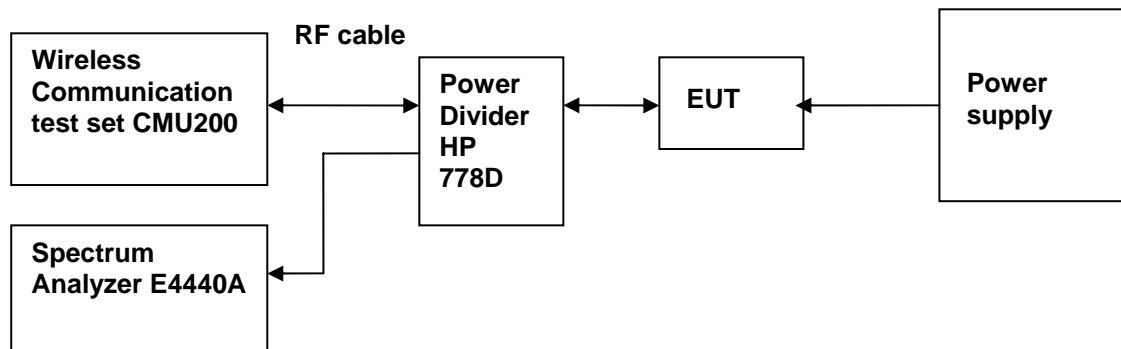 RF cable
Wireless
Communication
test set CMU200
Power
Divider
HP
778D
EUT
Power
supply
Spectrum
Analyzer E4440A